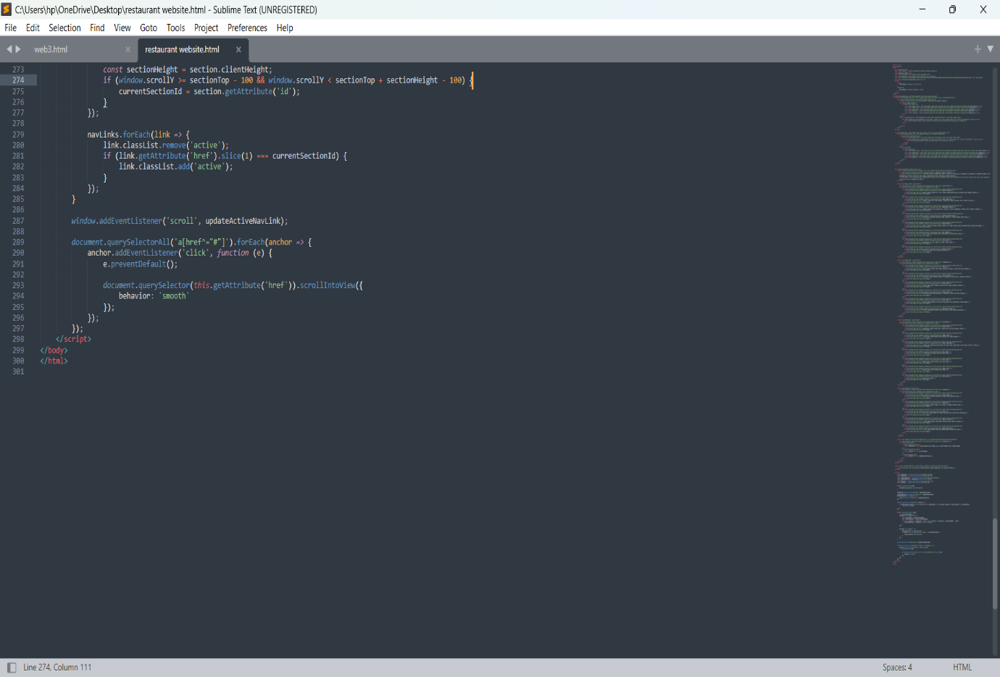 C:\Users\hp\OneDrive\Desktop\restaurant website.html - Sublime Text (UNREGISTERED)
File Edit Selection Find View Goto Tools Project Preferences Help
web3.html x restaurant website.html x
273 const sectionHeight = section.clientHeight;
274 if (window.scrollY >= sectionTop - 100 && window.scrollY < sectionTop + sectionHeight - 100) {
275 currentSectionId = section.getAttribute('id');
276 }
277 });
278
279 navLinks.forEach(link => {
280 link.classList.remove('active');
281 if (link.getAttribute('href').slice(1) === currentSectionId) {
282 link.classList.add('active');
283 }
284 });
285 }
286
287 window.addEventListener('scroll', updateActiveNavLink);
288
289 document.querySelectorAll('a[href^="#"]').forEach(anchor => {
290 anchor.addEventListener('click', function (e) {
291 e.preventDefault();
292
293 document.querySelector(this.getAttribute('href')).scrollIntoView({
294 behavior: 'smooth'
295 });
296 });
297 });
298 </script>
299 </body>
300 </html>
301
Line 274, Column 111 Spaces: 4 HTML